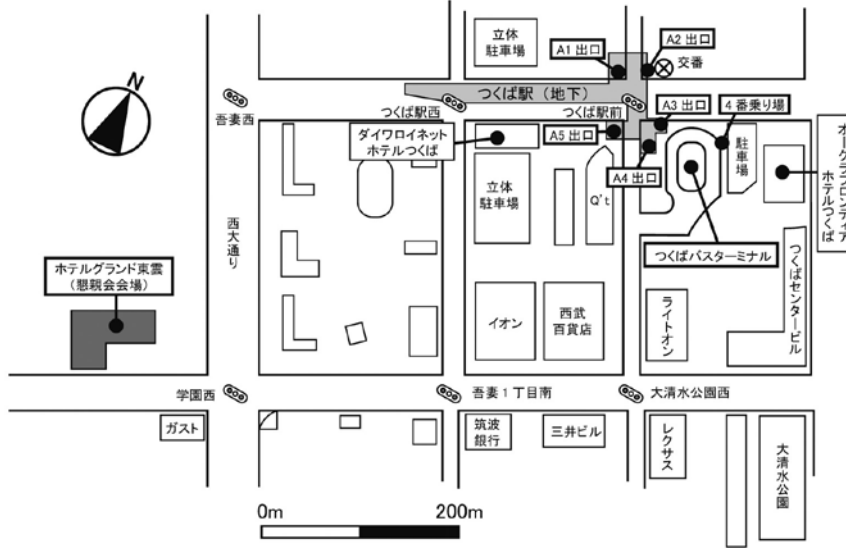 立体
駐車場
A1 出口
A2 出口
交番
N
つくば駅（地下）
吾妻西
つくば駅西
つくば駅前
A3 出口
4 番乗り場
ダイワロイネット
ホテルつくば
A5 出口
A4 出口
駐車場
オークラフロンティア
ホテルつくば
立体
駐車場
Q't
西大通り
つくばバスターミナル
つくばセンタービル
ホテルグランド東雲
（懇親会会場）
イオン
西武
百貨店
ライトオン
学園西
吾妻 1 丁目南
大清水公園西
ガスト
筑波
銀行
三井ビル
レクサス
大清水公園
0m
200m